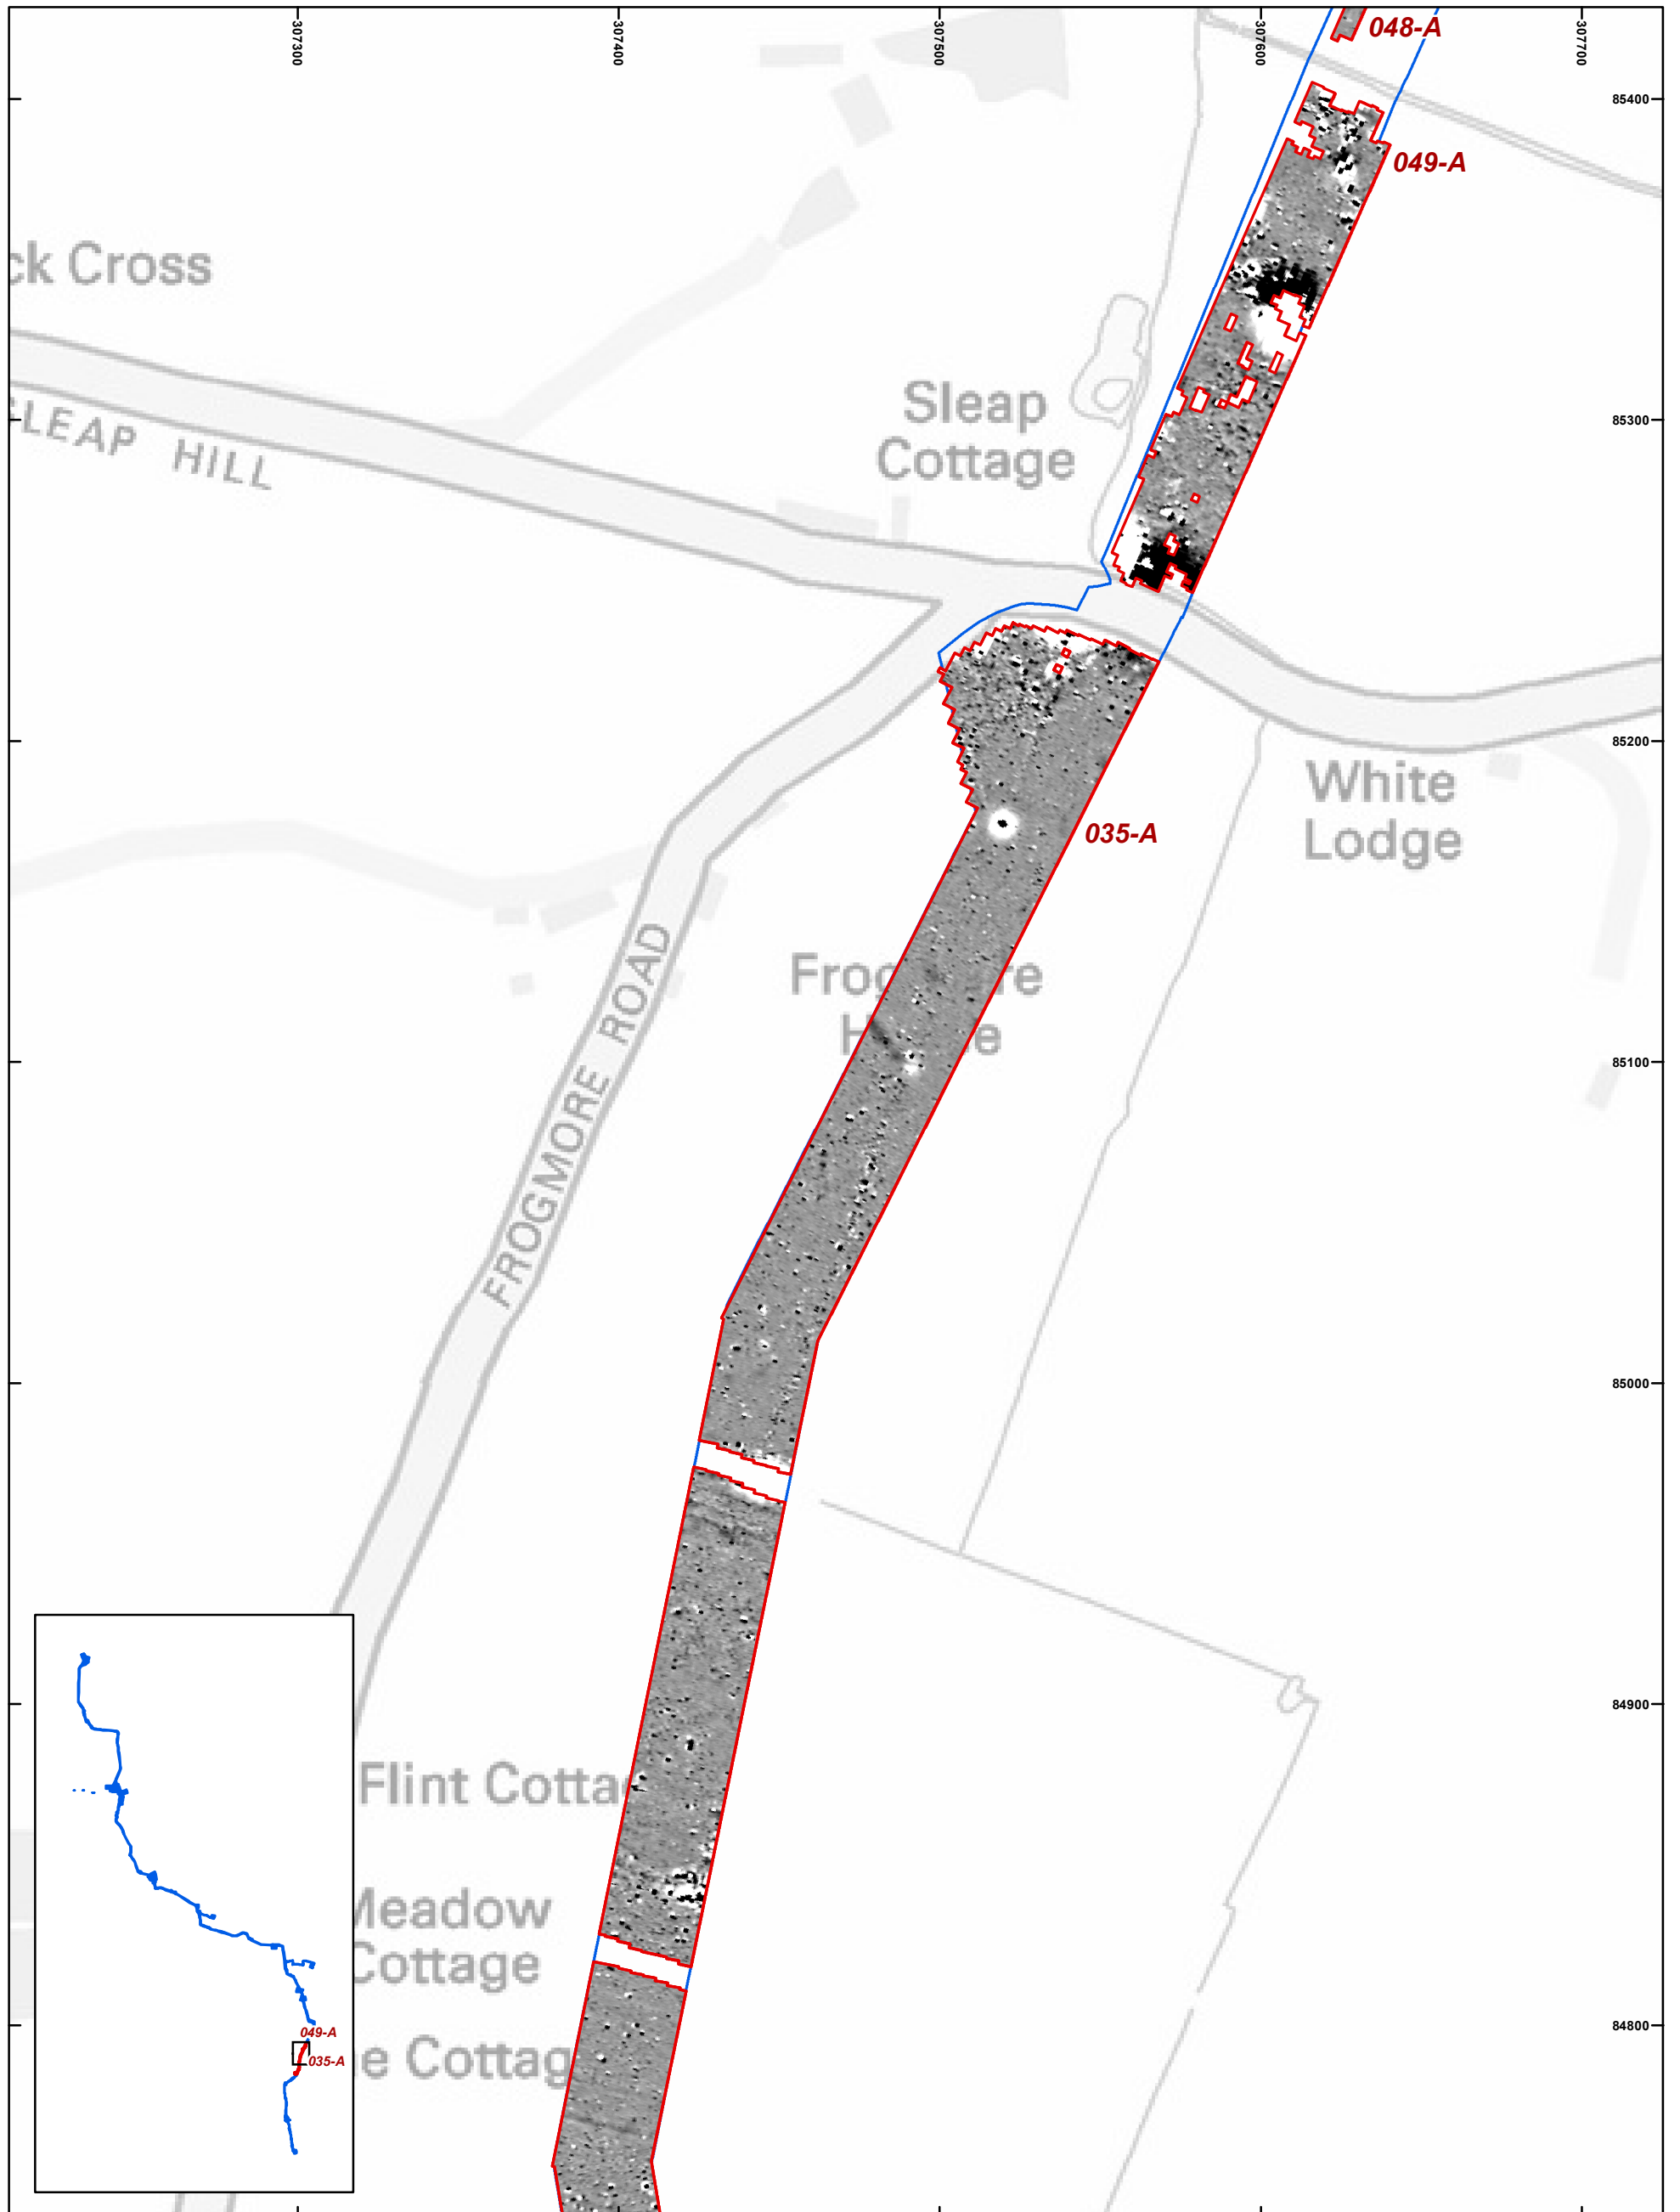 307300
307400
307500
307600
307700
048-A
85400
049-A
ck Cross
Sleap
Cottage
85300
SLEAP HILL
85200
White
Lodge
035-A
FROGMORE ROAD
85100
85000
84900
Flint Cotta
Meadow
Cottage
84800
049-A
035-A
e Cottag